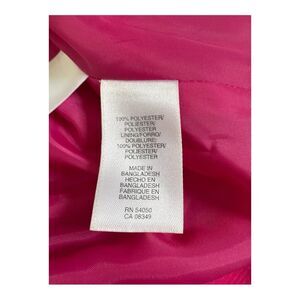 100% POLYESTER/
POLIESTER/
POLYESTER
LINING/FORRO/
DOUBLURE:
100% POLYESTER/
POLIESTER/
POLYESTER
MADE IN
BANGLADESH
HECHO EN
BANGLADESH
FABRIQUE EN
BANGLADESH
RN 54050
CA 08349